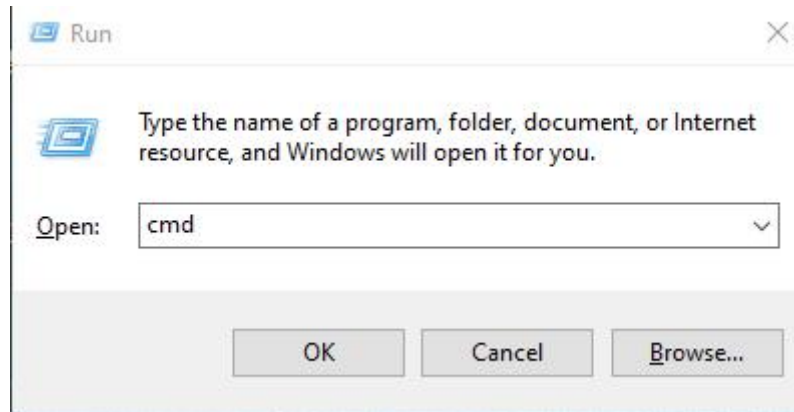 Run
Type the name of a program, folder, document, or Internet
resource, and Windows will open it for you.
Open: cmd
OK Cancel Browse...